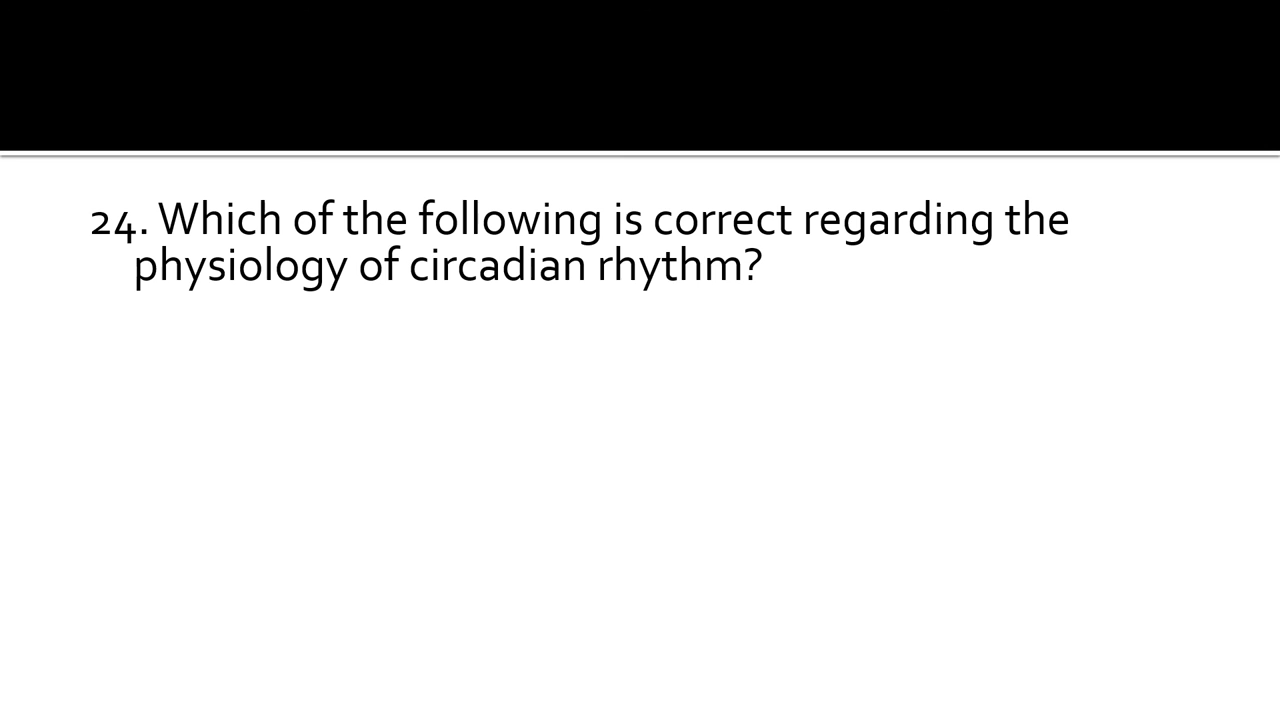 24. Which of the following is correct regarding the
physiology of circadian rhythm?